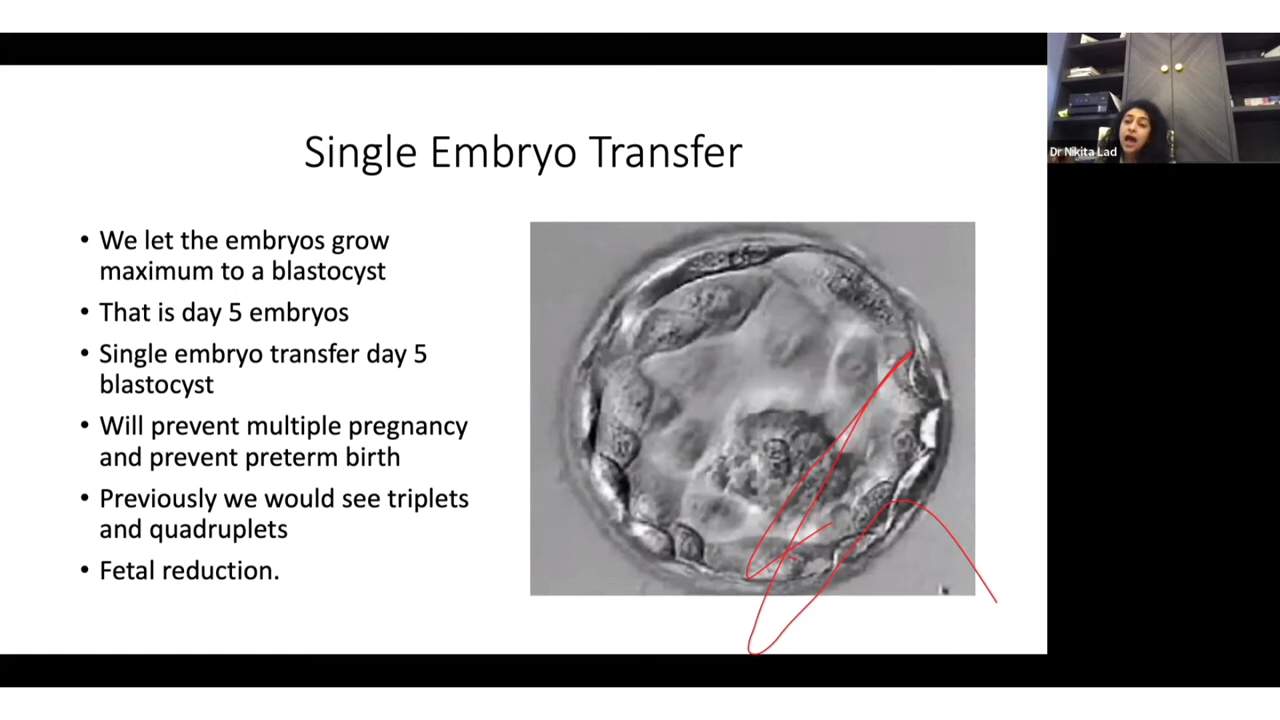 Single Embryo Transfer
• We let the embryos grow
maximum to a blastocyst
• That is day 5 embryos
• Single embryo transfer day 5
blastocyst
• Will prevent multiple pregnancy
and prevent preterm birth
• Previously we would see triplets
and quadruplets
• Fetal reduction.
Dr Nikita Lad